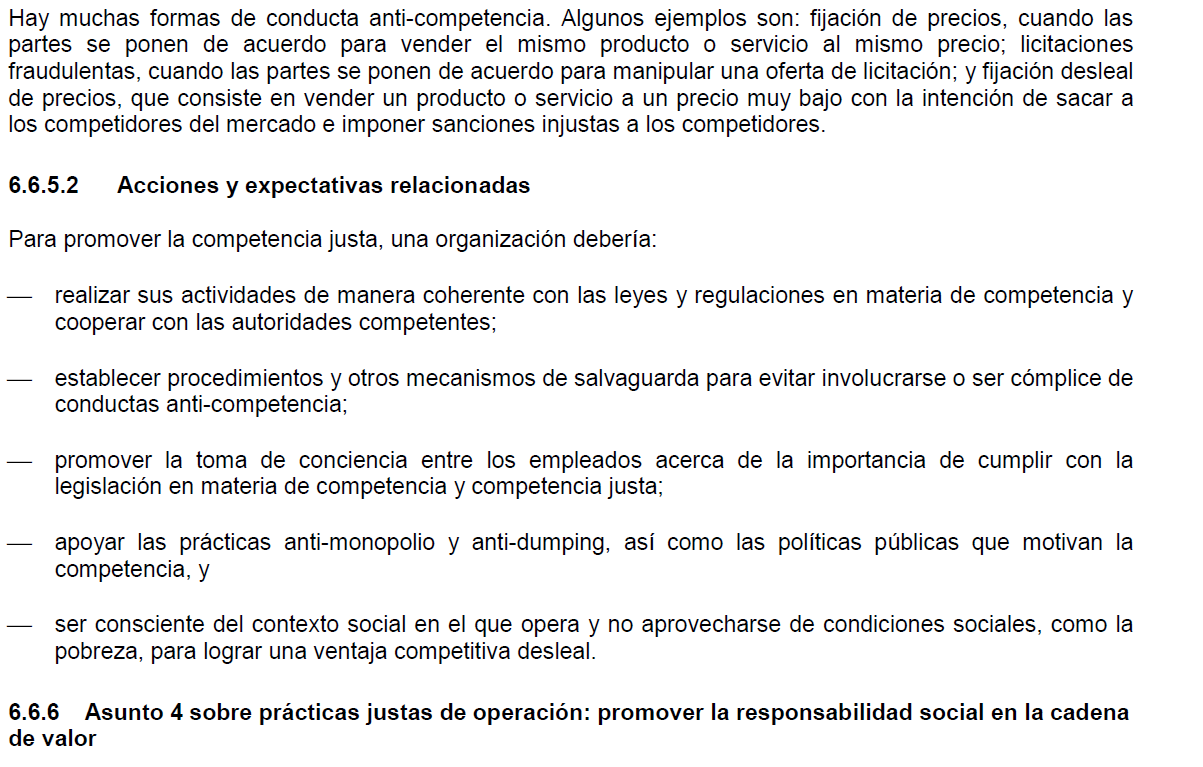 Hay muchas formas de conducta anti-competencia. Algunos ejemplos son: fijación de precios, cuando las
partes se ponen de acuerdo para vender el mismo producto o servicio al mismo precio; licitaciones
fraudulentas, cuando las partes se ponen de acuerdo para manipular una oferta de licitación; y fijación desleal
de precios, que consiste en vender un producto o servicio a un precio muy bajo con la intención de sacar a
los competidores del mercado e imponer sanciones injustas a los competidores.
6.6.5.2 Acciones y expectativas relacionadas
Para promover la competencia justa, una organización debería:
— realizar sus actividades de manera coherente con las leyes y regulaciones en materia de competencia y
cooperar con las autoridades competentes;
— establecer procedimientos y otros mecanismos de salvaguarda para evitar involucrarse o ser cómplice de
conductas anti-competencia;
— promover la toma de conciencia entre los empleados acerca de la importancia de cumplir con la
legislación en materia de competencia y competencia justa;
— apoyar las prácticas anti-monopolio y anti-dumping, así como las políticas públicas que motivan la
competencia, y
— ser consciente del contexto social en el que opera y no aprovecharse de condiciones sociales, como la
pobreza, para lograr una ventaja competitiva desleal.
6.6.6 Asunto 4 sobre prácticas justas de operación: promover la responsabilidad social en la cadena
de valor